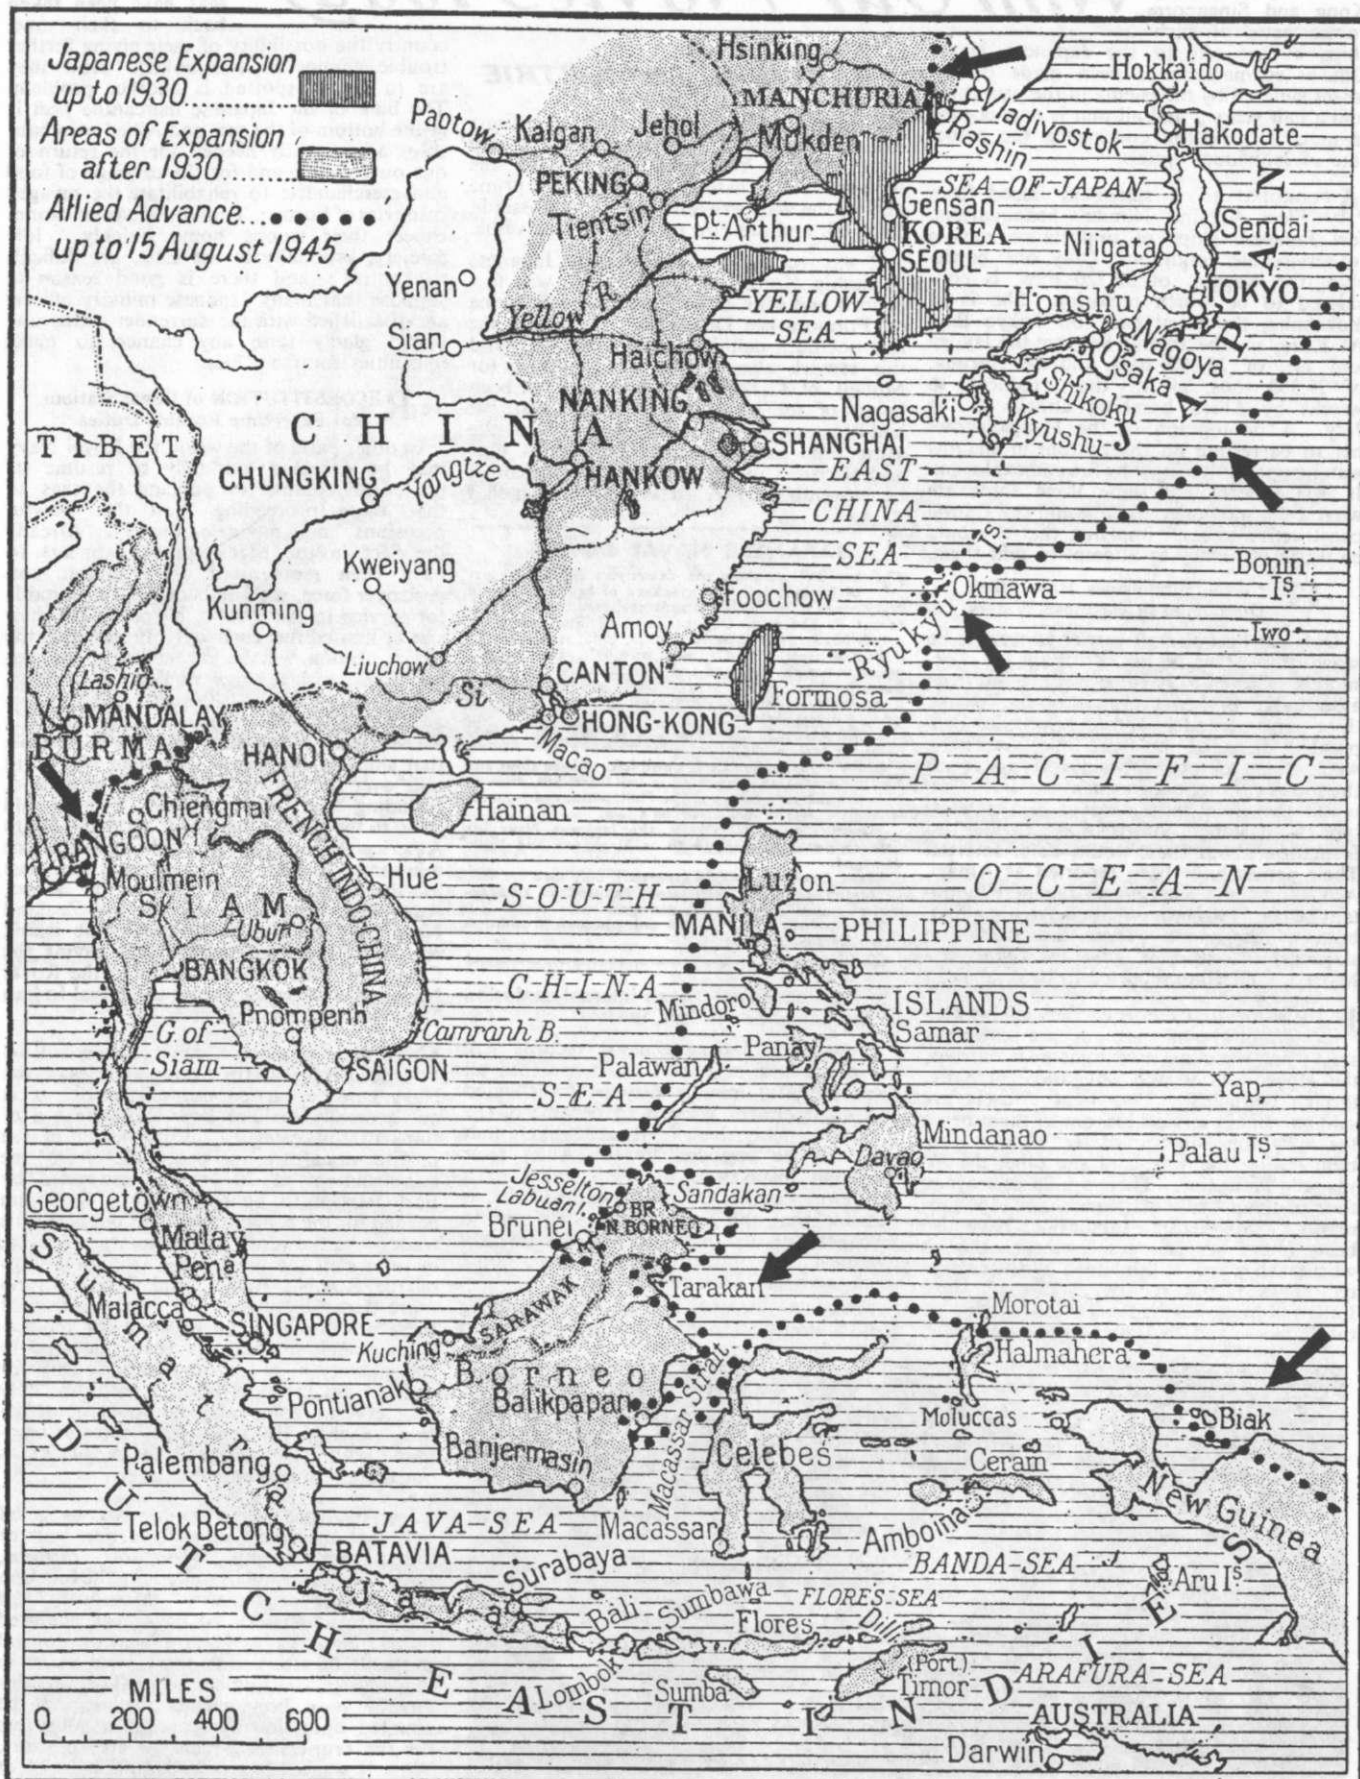 Japanese Expansion
up to 1930
Areas of Expansion
after 1930
Allied Advance
up to 15 August 1945
Hsinking
MANCHURIA
Mukden
Vladivostok
Rashin
Hokkaido
Hakodate
Paotow
Kalgan
Jehol
PEKING
Tientsin
Pt. Arthur
SEA OF JAPAN
Gensan
KOREA
SEOUL
Niigata
Sendai
JAPAN
TOKYO
Honshu
Nagoya
Osaka
Shikoku
Kyushu
Nagasaki
Yenan
Yellow R.
Sian
YELLOW
SEA
Haichow
NANKING
SHANGHAI
CHINA
TIBET
CHUNGKING
Yangtze
HANKOW
EAST
CHINA
SEA
Kweiyang
Kunming
Foochow
Amoy
Ryukyu Is.
Okinawa
Bonin
Is
Iwo
Liuchow
Si
CANTON
HONG-KONG
Macao
Formosa
Lashio
MANDALAY
BURMA
HANOI
PACIFIC
OCEAN
Chiengmai
RANGOON
Moulmein
FRENCH INDO-CHINA
Hainan
Hué
SIAM
Ubun
BANGKOK
Pnompenh
SAIGON
Camranh B.
G. of
Siam
SOUTH
CHINA
SEA
Luzon
MANILA
PHILIPPINE
ISLANDS
Mindoro
Samar
Panay
Palawan
Mindanao
Davao
Yap
Palau Is
Georgetown
Malay
Pena
Malacca
SINGAPORE
Sumatra
Jesselton
Labuan I.
Brunei
BR
N. BORNEO
Sandakan
Tarakan
SARAWAK
Kuching
Borneo
Pontianak
Balikpapan
Banjermasin
Macassar Strait
Celebes
Macassar
Morotai
Halmahera
Moluccas
Ceram
Amboina
Biak
New Guinea
Palembang
Telok Betong
BATAVIA
JAVA SEA
Java
Surabaya
Bali
Lombok
Sumbawa
Sumba
Flores
FLORES SEA
BANDA SEA
Dilli
(Port.)
Timor
Aru Is
ARAFURA SEA
DUTCH EAST INDIES
AUSTRALIA
Darwin
MILES
0 200 400 600